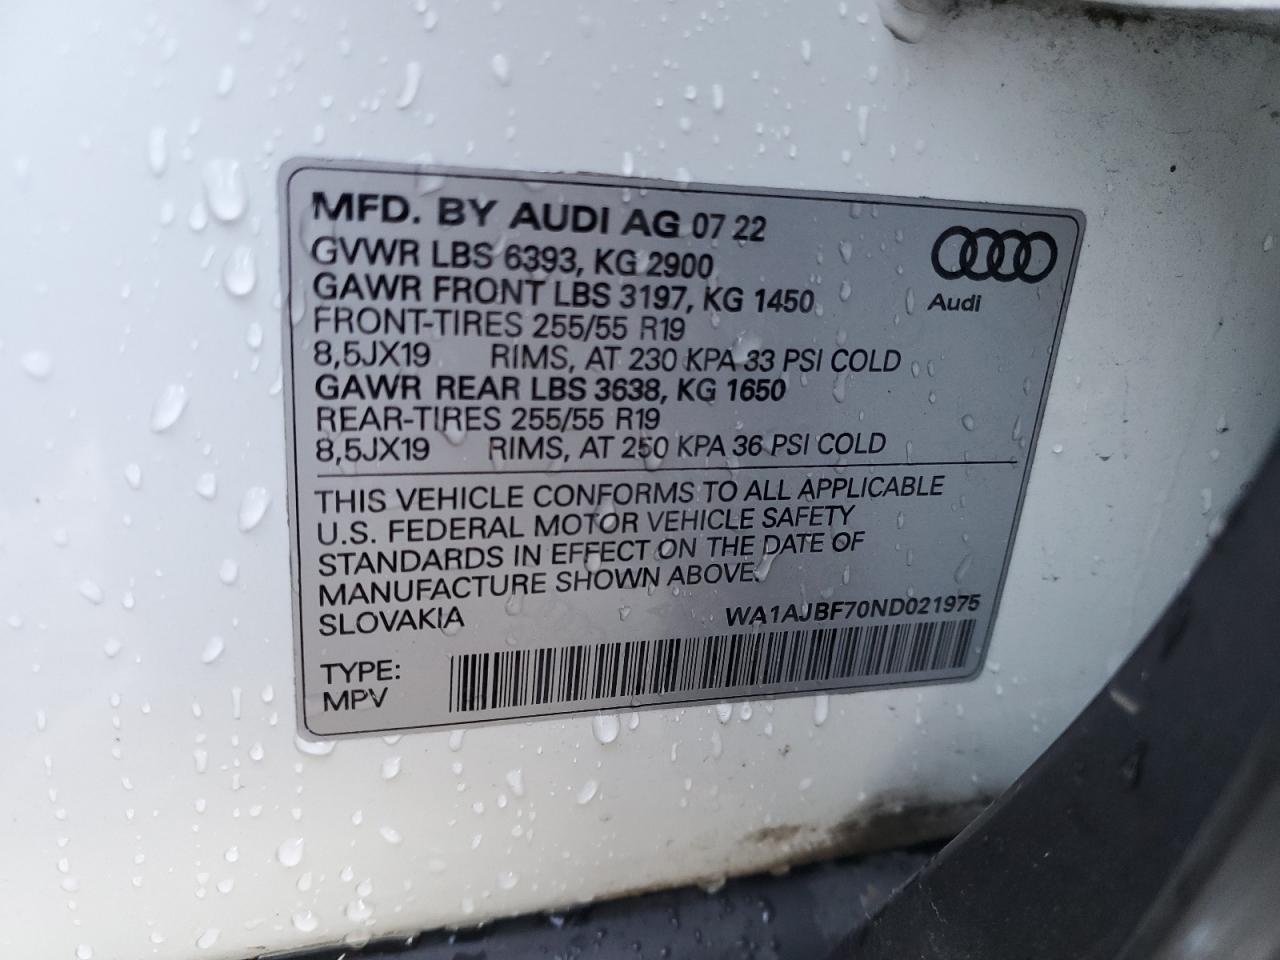 MFD. BY AUDI AG 07 22
GVWR LBS 6393, KG 2900
GAWR FRONT LBS 3197, KG 1450
FRONT-TIRES 255/55 R19
8,5JX19 RIMS, AT 230 KPA 33 PSI COLD
GAWR REAR LBS 3638, KG 1650
REAR-TIRES 255/55 R19
8,5JX19 RIMS, AT 250 KPA 36 PSI COLD
Audi
THIS VEHICLE CONFORMS TO ALL APPLICABLE
U.S. FEDERAL MOTOR VEHICLE SAFETY
STANDARDS IN EFFECT ON THE DATE OF
MANUFACTURE SHOWN ABOVE.
SLOVAKIA WA1AJBF70ND021975
TYPE:
MPV